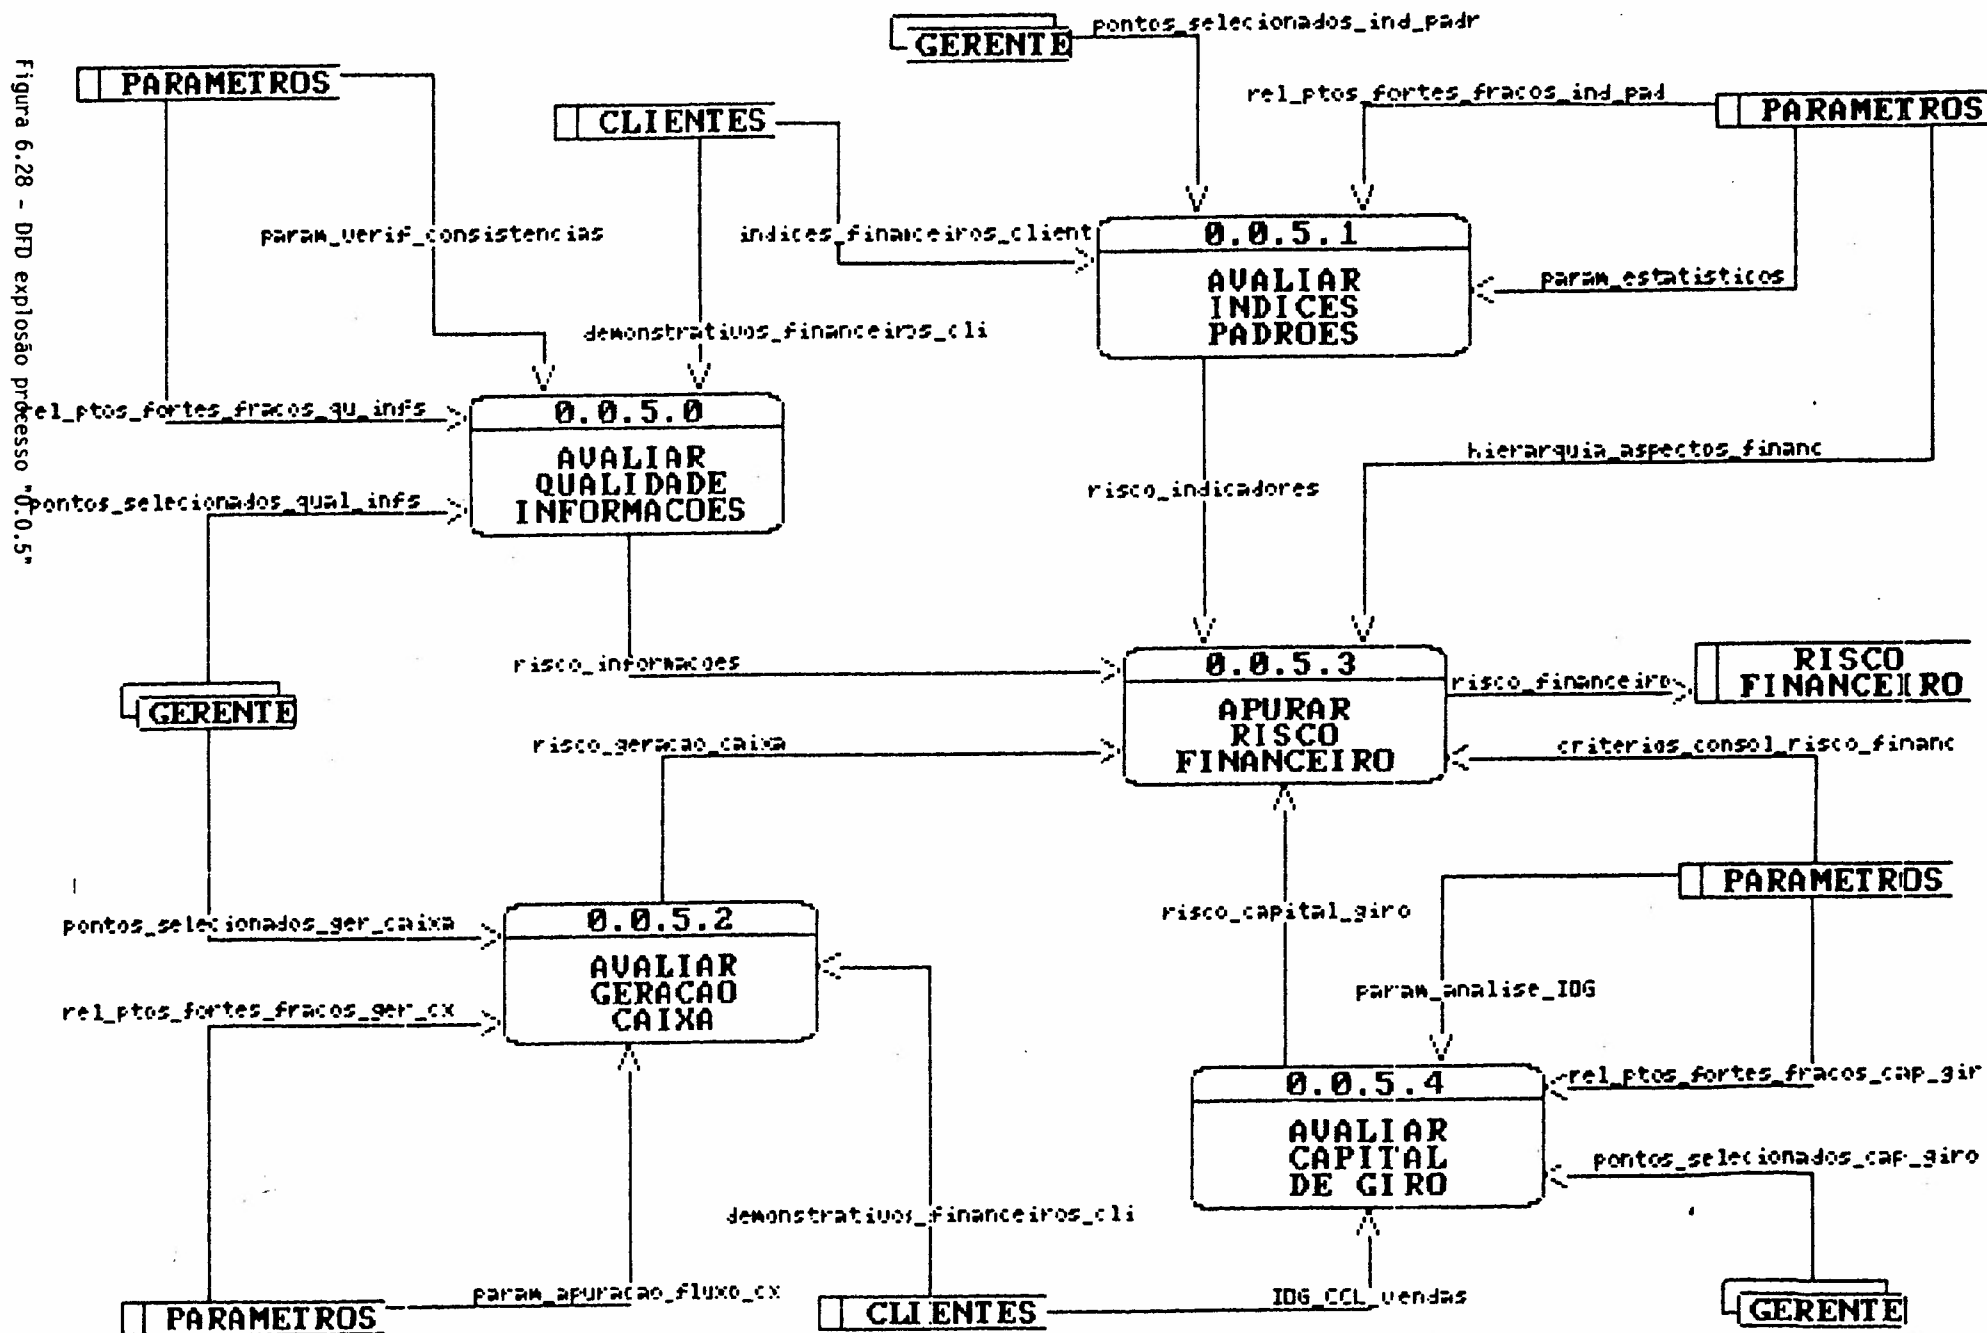 GERENTE
pontos_selecionados_ind_padr
PARAMETROS
CLIENTES
rel_ptos_fortes_fracos_ind_pad
PARAMETROS
param_verif_consistencias
indices_financeiros_client
0.0.5.1
AVALIAR
INDICES
PADROES
param_estatisticos
demonstrativos_financeiros_cli
rel_ptos_fortes_fracos_qu_infs
0.0.5.0
AVALIAR
QUALIDADE
INFORMACOES
pontos_selecionados_qual_infs
hierarquia_aspectos_financ
risco_indicadores
risco_informacoes
0.0.5.3
APURAR
RISCO
FINANCEIRO
risco_financeiro
RISCO
FINANCEIRO
GERENTE
risco_geracao_caixa
criterios_consol_risco_financ
PARAMETROS
pontos_selecionados_ger_caixa
0.0.5.2
AVALIAR
GERACAO
CAIXA
risco_capital_giro
param_analise_IOG
rel_ptos_fortes_fracos_ger_cx
0.0.5.4
AVALIAR
CAPITAL
DE GIRO
rel_ptos_fortes_fracos_cap_gir
pontos_selecionados_cap_giro
demonstrativos_financeiros_cli
PARAMETROS
param_apuracao_fluxo_cx
CLIENTES
IOG_CCL_vendas
GERENTE
Figura 6.28 - DFD explosão processo "0.0.5"